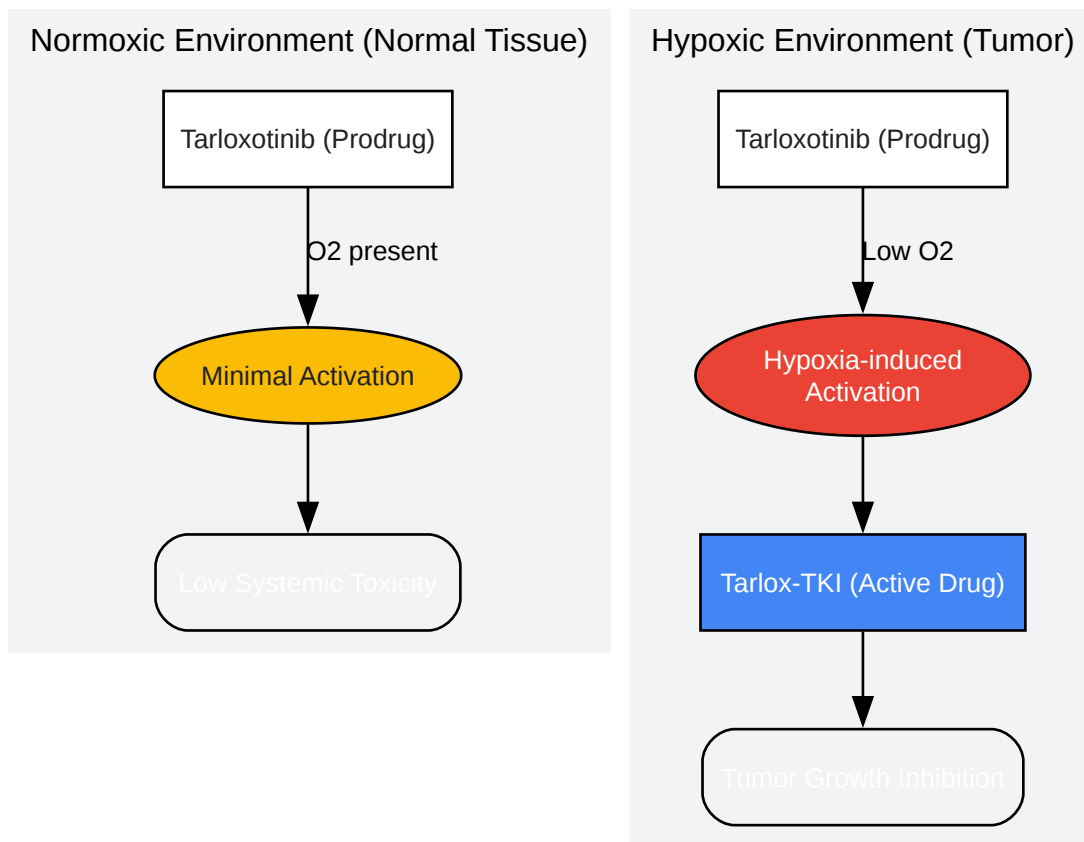 Normoxic Environment (Normal Tissue)
Tarloxotinib (Prodrug)
O2 present
Minimal Activation
Low Systemic Toxicity
Hypoxic Environment (Tumor)
Tarloxotinib (Prodrug)
Low O2
Hypoxia-induced
Activation
Tarlox-TKI (Active Drug)
Tumor Growth Inhibition